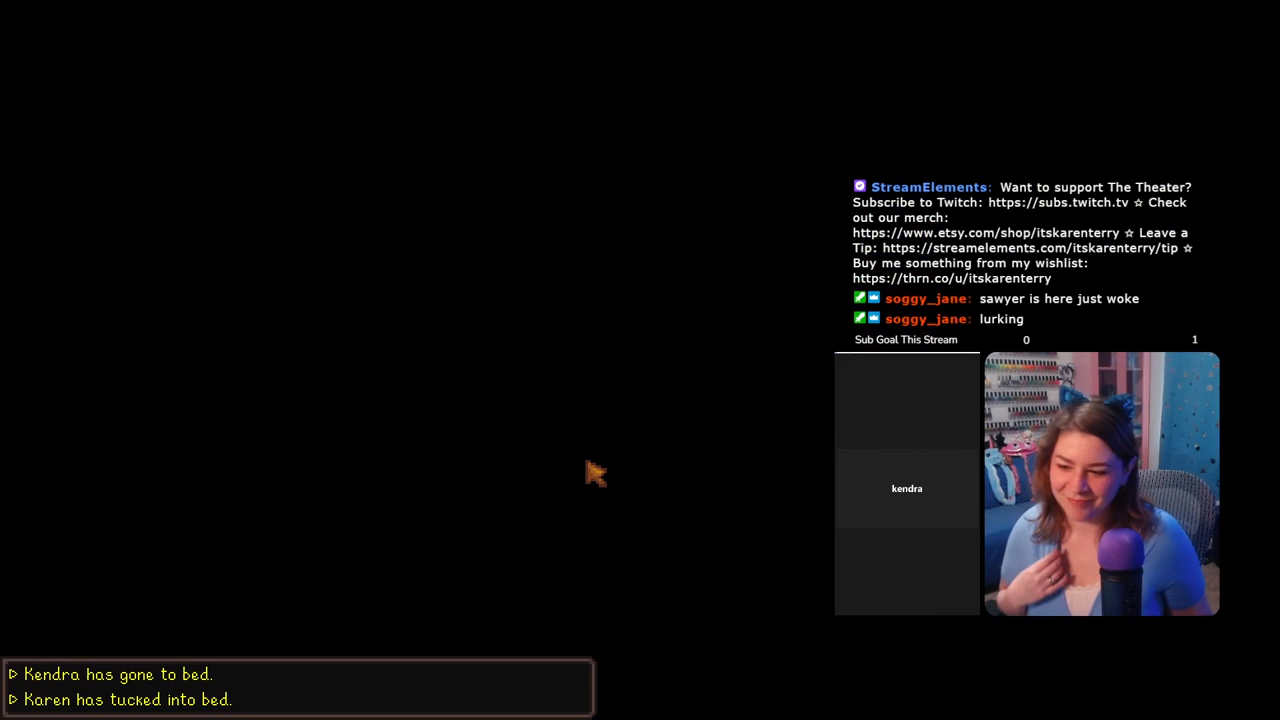 StreamElements: Want to support The Theater?
Subscribe to Twitch: https://subs.twitch.tv ☆ Check
out our merch:
https://www.etsy.com/shop/itskarenterry ☆ Leave a
Tip: https://streamelements.com/itskarenterry/tip ☆
Buy me something from my wishlist:
https://thrn.co/u/itskarenterry
soggy_jane: sawyer is here just woke
soggy_jane: lurking
Sub Goal This Stream 0 1
kendra
Kendra has gone to bed.
Karen has tucked into bed.